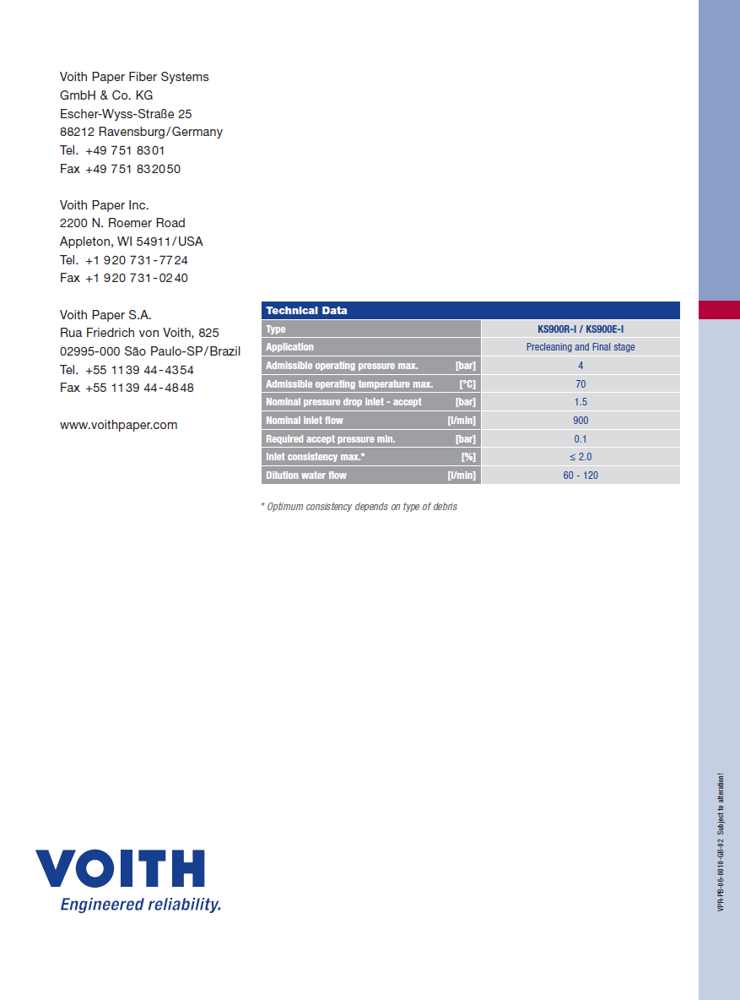 Voith Paper Fiber Systems
GmbH & Co. KG
Escher-Wyss-Straße 25
88212 Ravensburg/Germany
Tel. +49 751 8301
Fax +49 751 832050
Voith Paper Inc.
2200 N. Roemer Road
Appleton, WI 54911/USA
Tel. +1 920 731-7724
Fax +1 920 731-0240
Voith Paper S.A.
Rua Friedrich von Voith, 825
02995-000 São Paulo-SP/Brazil
Tel. +55 1139 44-4354
Fax +55 1139 44-4848
www.voithpaper.com
Technical Data
Type KS900R-I / KS900E-I
Application Precleaning and Final stage
Admissible operating pressure max. [bar] 4
Admissible operating temperature max. [°C] 70
Nominal pressure drop inlet - accept [bar] 1.5
Nominal inlet flow [l/min] 900
Required accept pressure min. [bar] 0.1
Inlet consistency max.* [%] ≤ 2.0
Dilution water flow [l/min] 60 - 120
* Optimum consistency depends on type of debris
VPR-PB-06-0010-GB-02 Subject to alteration!
VOITH
Engineered reliability.